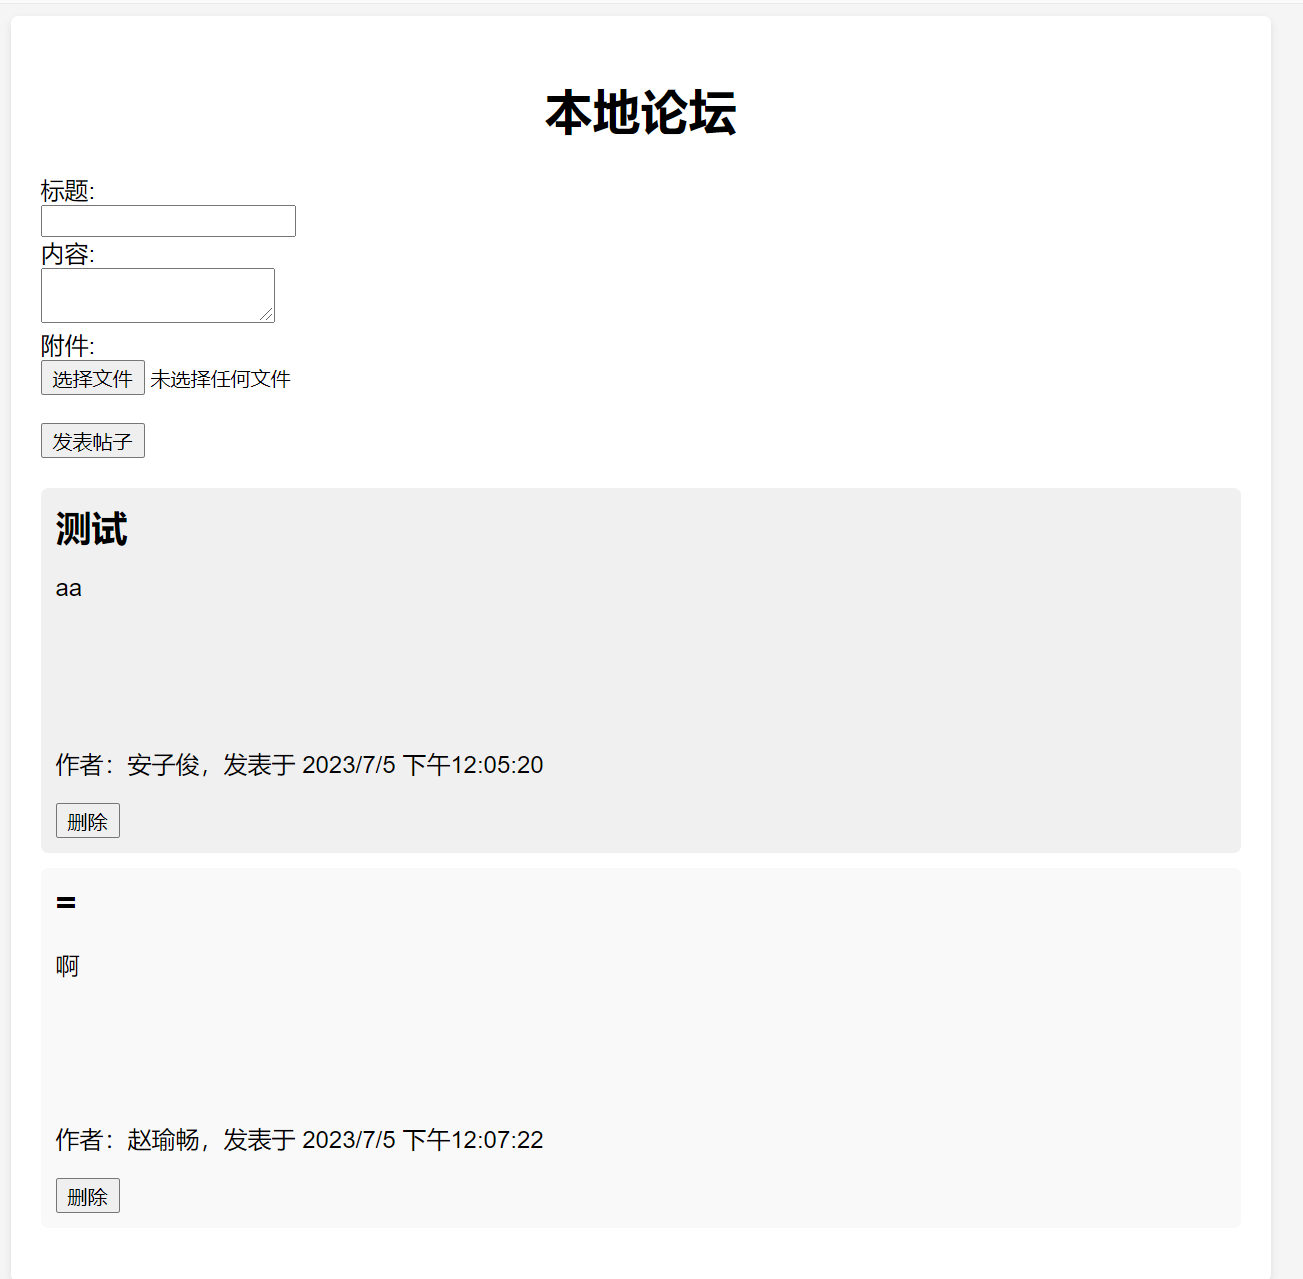 本地论坛
标题:
内容:
附件:
选择文件 未选择任何文件
发表帖子
测试
aa
作者：安子俊，发表于 2023/7/5 下午12:05:20
删除
=
啊
作者：赵瑜畅，发表于 2023/7/5 下午12:07:22
删除